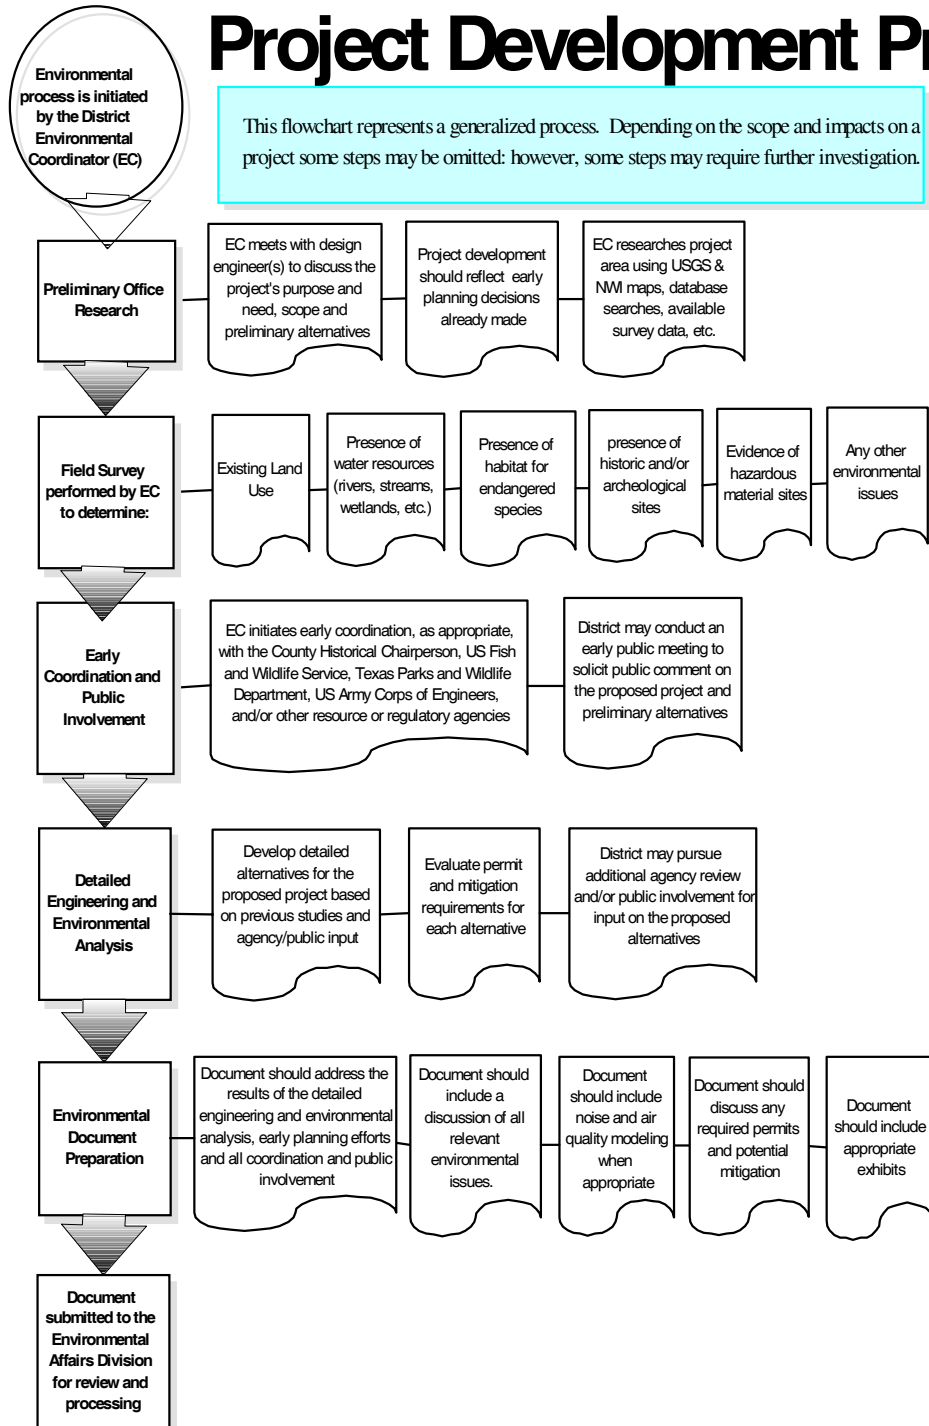 Project Development Pr
Environmental
process is initiated
by the District
Environmental
Coordinator (EC)
This flowchart represents a generalized process. Depending on the scope and impacts on a
project some steps may be omitted: however, some steps may require further investigation.
Preliminary Office
Research
EC meets with design
engineer(s) to discuss the
project's purpose and
need, scope and
preliminary alternatives
Project development
should reflect early
planning decisions
already made
EC researches project
area using USGS &
NWI maps, database
searches, available
survey data, etc.
Field Survey
performed by EC
to determine:
Existing Land
Use
Presence of
water resources
(rivers, streams,
wetlands, etc.)
Presence of
habitat for
endangered
species
presence of
historic and/or
archeological
sites
Evidence of
hazardous
material sites
Any other
environmental
issues
Early
Coordination and
Public
Involvement
EC initiates early coordination, as appropriate,
with the County Historical Chairperson, US Fish
and Wildlife Service, Texas Parks and Wildlife
Department, US Army Corps of Engineers,
and/or other resource or regulatory agencies
District may conduct an
early public meeting to
solicit public comment on
the proposed project and
preliminary alternatives
Detailed
Engineering and
Environmental
Analysis
Develop detailed
alternatives for the
proposed project based
on previous studies and
agency/public input
Evaluate permit
and mitigation
requirements for
each alternative
District may pursue
additional agency review
and/or public involvement for
input on the proposed
alternatives
Environmental
Document
Preparation
Document should address the
results of the detailed
engineering and environmental
analysis, early planning efforts
and all coordination and public
involvement
Document should
include a
discussion of all
relevant
environmental
issues.
Document
should include
noise and air
quality modeling
when
appropriate
Document should
discuss any
required permits
and potential
mitigation
Document
should include
appropriate
exhibits
Document
submitted to the
Environmental
Affairs Division
for review and
processing